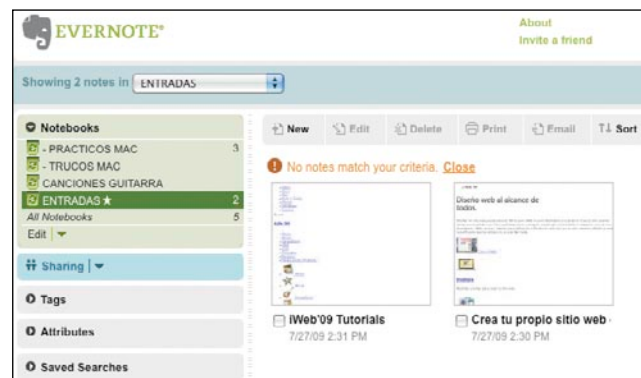 EVERNOTE®
About
Invite a friend
Showing 2 notes in ENTRADAS
Notebooks
- PRACTICOS MAC 3
- TRUCOS MAC
CANCIONES GUITARRA
ENTRADAS★ 2
All Notebooks 5
Edit
Sharing
Tags
Attributes
Saved Searches
New Edit Delete Print Email Sort
No notes match your criteria. Close
Diseño web al alcance de
todos.
iWeb'09 Tutorials
7/27/09 2:31 PM
Crea tu propio sitio web
7/27/09 2:30 PM